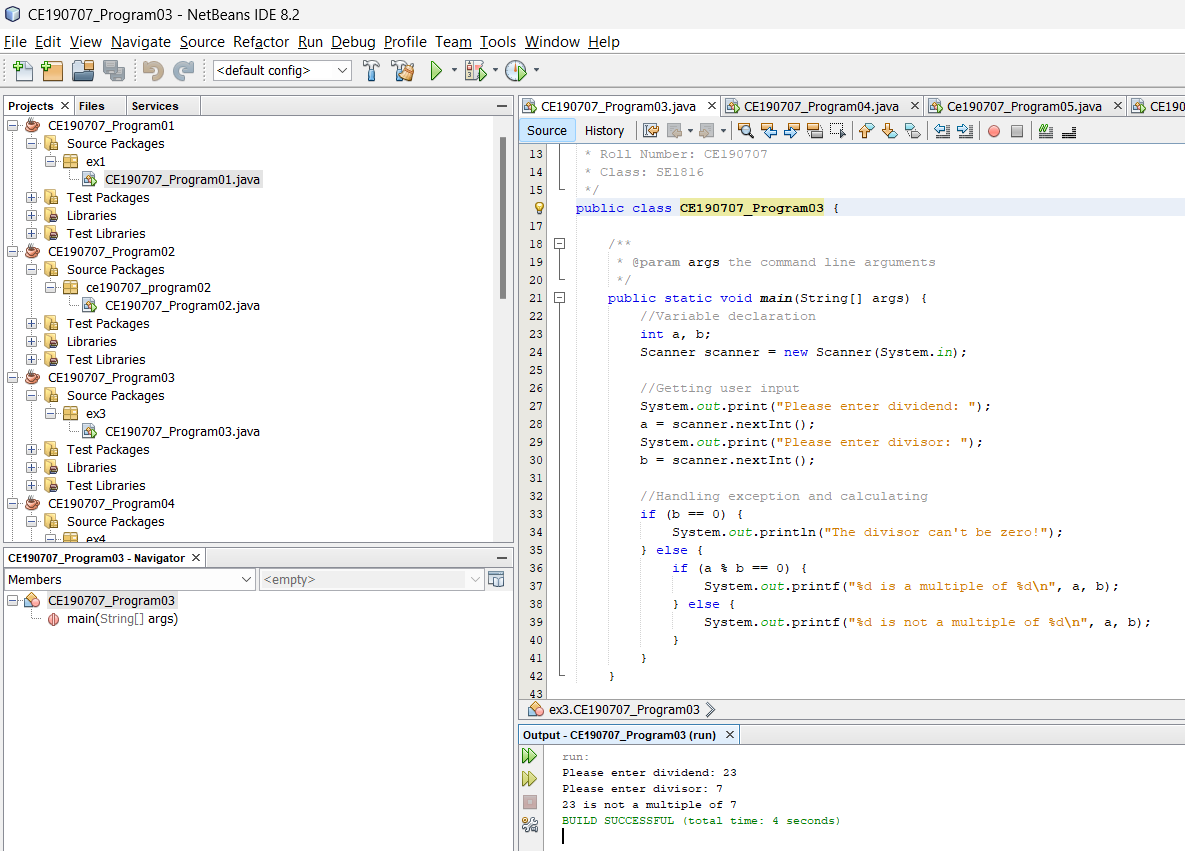 CE190707_Program03 - NetBeans IDE 8.2
File Edit View Navigate Source Refactor Run Debug Profile Team Tools Window Help
<default config>
Projects Files Services
CE190707_Program01
Source Packages
ex1
CE190707_Program01.java
Test Packages
Libraries
Test Libraries
CE190707_Program02
Source Packages
ce190707_program02
CE190707_Program02.java
Test Packages
Libraries
Test Libraries
CE190707_Program03
Source Packages
ex3
CE190707_Program03.java
Test Packages
Libraries
Test Libraries
CE190707_Program04
Source Packages
ex4
CE190707_Program03 - Navigator
Members <empty>
CE190707_Program03
main(String[] args)
CE190707_Program03.java CE190707_Program04.java Ce190707_Program05.java CE190
Source History
13 * Roll Number: CE190707
14 * Class: SE1816
15 */
public class CE190707_Program03 {
17
18 /**
19 * @param args the command line arguments
20 */
21 public static void main(String[] args) {
22 //Variable declaration
23 int a, b;
24 Scanner scanner = new Scanner(System.in);
25
26 //Getting user input
27 System.out.print("Please enter dividend: ");
28 a = scanner.nextInt();
29 System.out.print("Please enter divisor: ");
30 b = scanner.nextInt();
31
32 //Handling exception and calculating
33 if (b == 0) {
34 System.out.println("The divisor can't be zero!");
35 } else {
36 if (a % b == 0) {
37 System.out.printf("%d is a multiple of %d\n", a, b);
38 } else {
39 System.out.printf("%d is not a multiple of %d\n", a, b);
40 }
41 }
42 }
43
ex3.CE190707_Program03
Output - CE190707_Program03 (run)
run:
Please enter dividend: 23
Please enter divisor: 7
23 is not a multiple of 7
BUILD SUCCESSFUL (total time: 4 seconds)